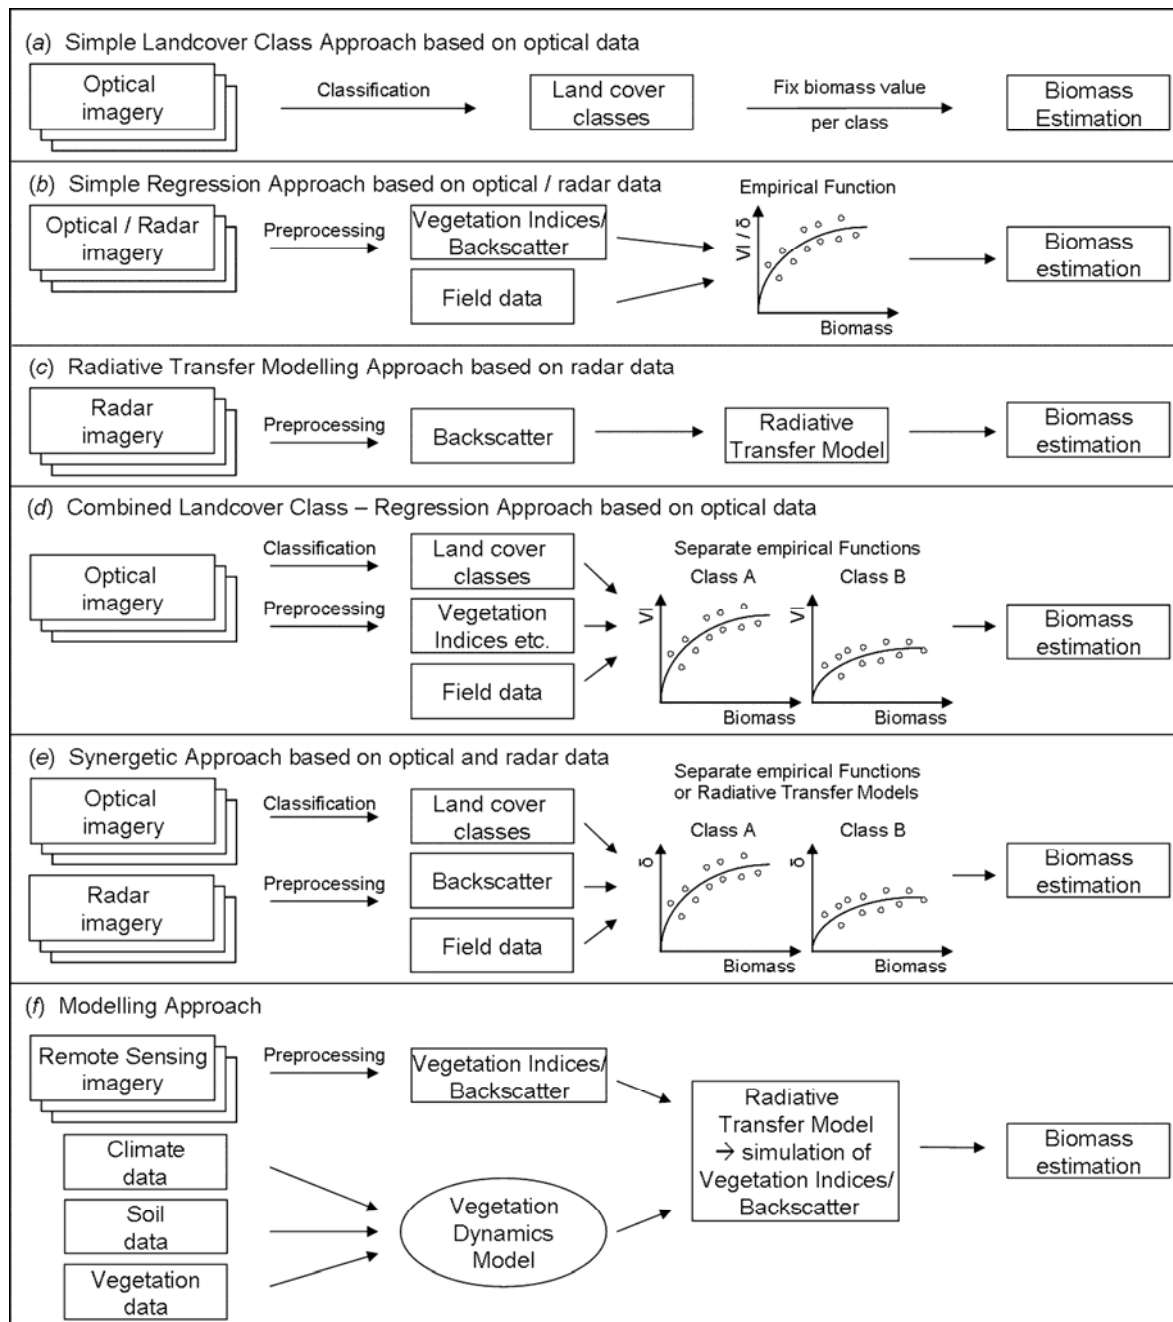 (a) Simple Landcover Class Approach based on optical data
Optical
imagery
Classification
Land cover
classes
Fix biomass value
per class
Biomass
Estimation
(b) Simple Regression Approach based on optical / radar data
Optical / Radar
imagery
Preprocessing
Vegetation Indices/
Backscatter
Field data
Empirical Function
VI / δ
Biomass
Biomass
estimation
(c) Radiative Transfer Modelling Approach based on radar data
Radar
imagery
Preprocessing
Backscatter
Radiative
Transfer Model
Biomass
estimation
(d) Combined Landcover Class – Regression Approach based on optical data
Optical
imagery
Classification
Preprocessing
Land cover
classes
Vegetation
Indices etc.
Field data
Separate empirical Functions
Class A
VI
Biomass
Class B
VI
Biomass
Biomass
estimation
(e) Synergetic Approach based on optical and radar data
Optical
imagery
Classification
Radar
imagery
Preprocessing
Land cover
classes
Backscatter
Field data
Separate empirical Functions
or Radiative Transfer Models
Class A
δ
Biomass
Class B
δ
Biomass
Biomass
estimation
(f) Modelling Approach
Remote Sensing
imagery
Preprocessing
Vegetation Indices/
Backscatter
Climate
data
Soil
data
Vegetation
data
Vegetation
Dynamics
Model
Radiative
Transfer Model
→ simulation of
Vegetation Indices/
Backscatter
Biomass
estimation